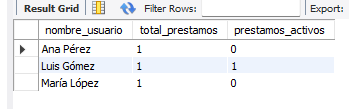 Result Grid Filter Rows: Export:
nombre_usuario total_prestamos prestamos_activos
Ana Pérez 1 0
Luis Gómez 1 1
María López 1 0